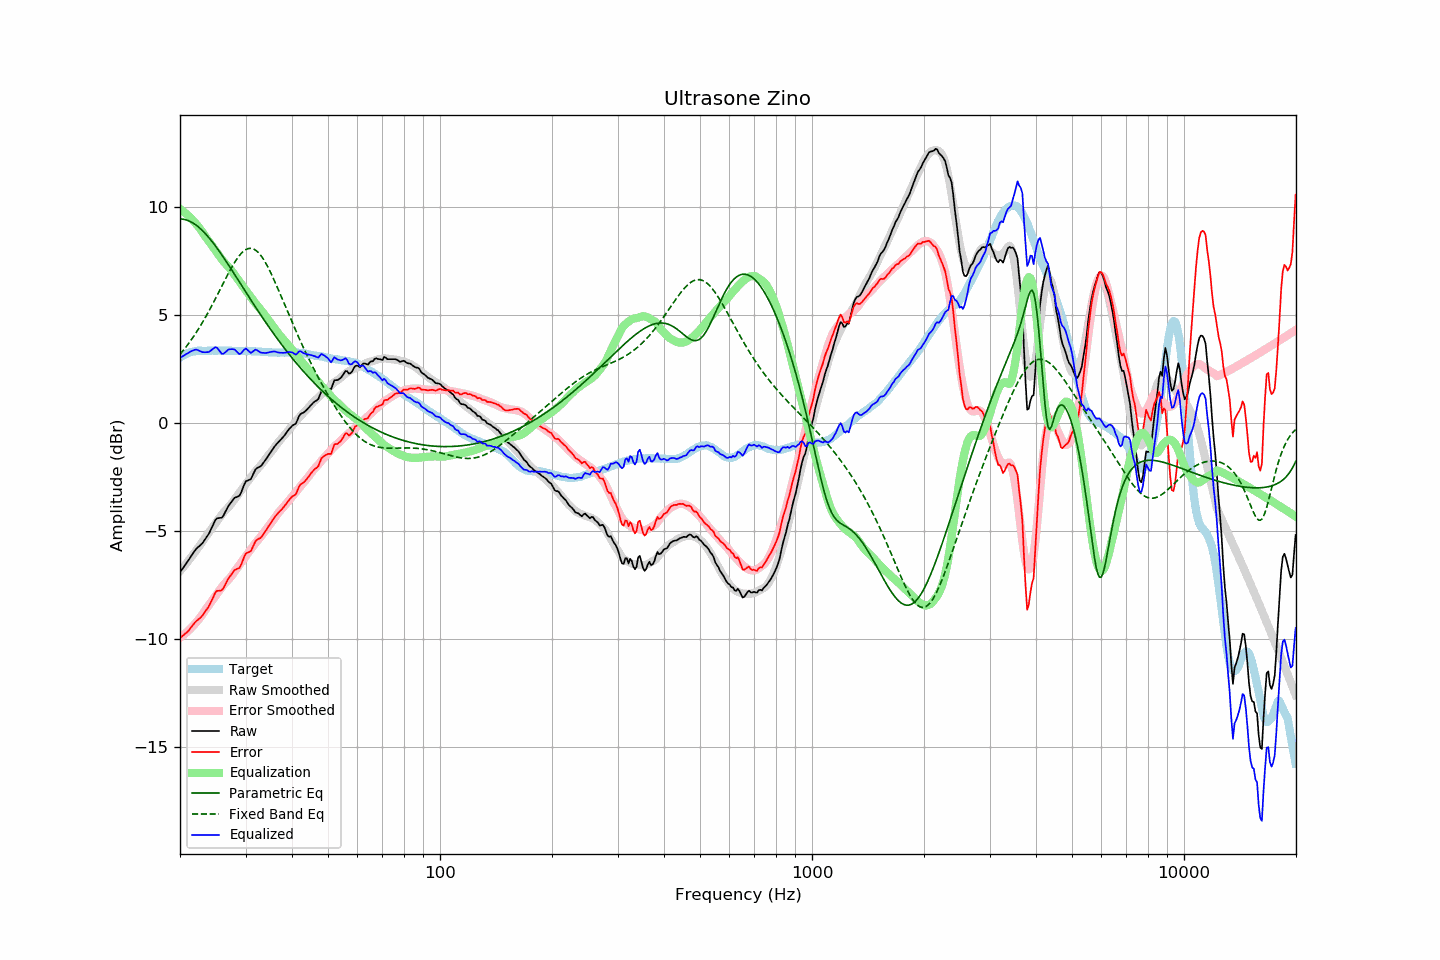 Ultrasone Zino
Amplitude (dBr)
10
5
0
−5
−10
−15
Target
Raw Smoothed
Error Smoothed
Raw
Error
Equalization
Parametric Eq
Fixed Band Eq
Equalized
100
1000
10000
Frequency (Hz)